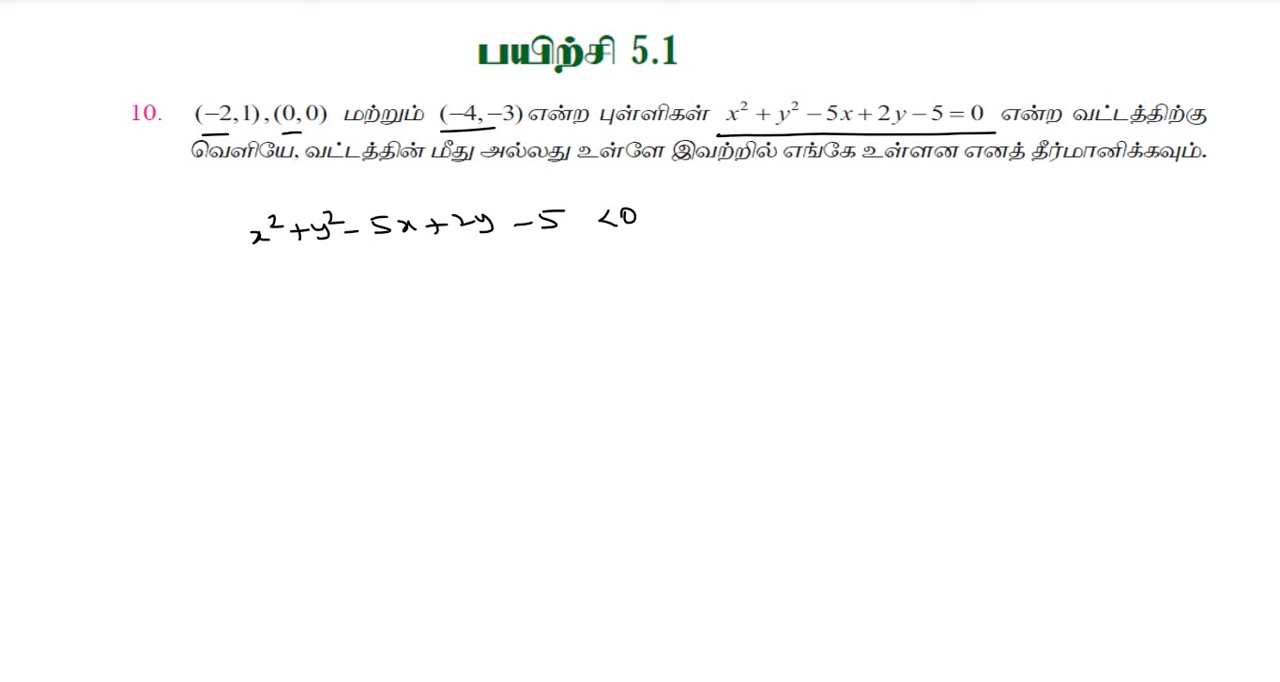 பயிற்சி 5.1
10. (−2,1), (0,0) மற்றும் (−4,−3) என்ற புள்ளிகள் x² + y² − 5x + 2y − 5 = 0 என்ற வட்டத்திற்கு
வெளியே, வட்டத்தின் மீது அல்லது உள்ளே இவற்றில் எங்கே உள்ளன எனத் தீர்மானிக்கவும்.
x² + y² − 5x + 2y − 5 < 0